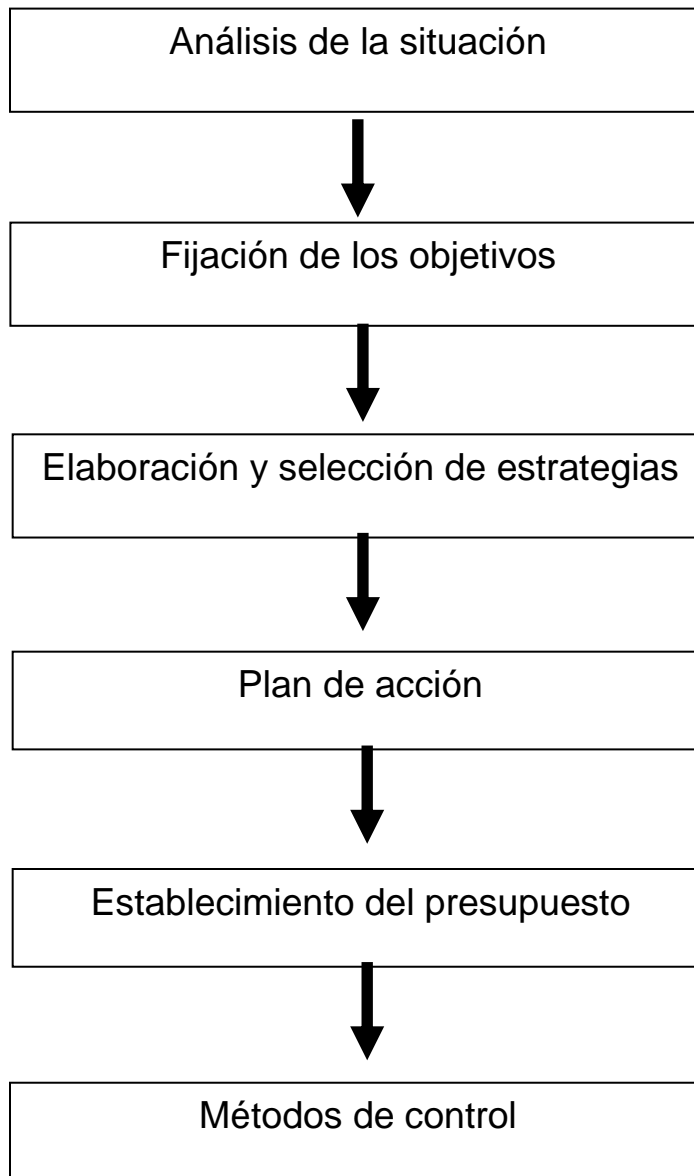 Análisis de la situación
Fijación de los objetivos
Elaboración y selección de estrategias
Plan de acción
Establecimiento del presupuesto
Métodos de control